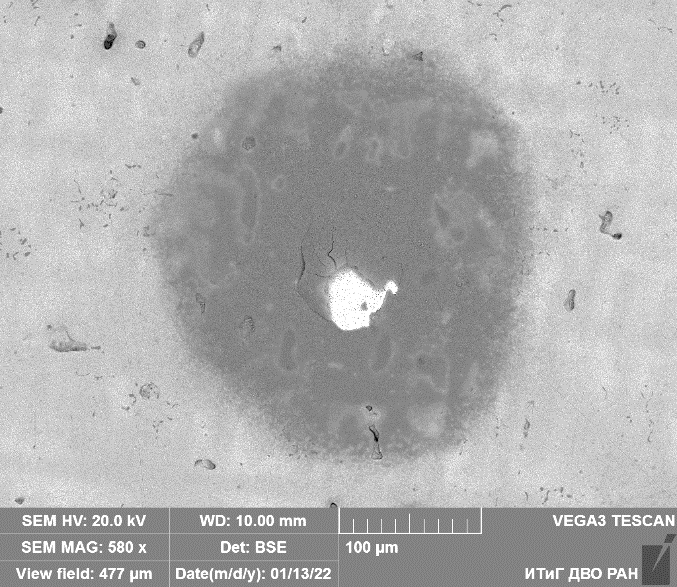 SEM HV: 20.0 kV WD: 10.00 mm VEGA3 TESCAN
SEM MAG: 580 x Det: BSE 100 µm
View field: 477 µm Date(m/d/y): 01/13/22 ИТиГ ДВО РАН